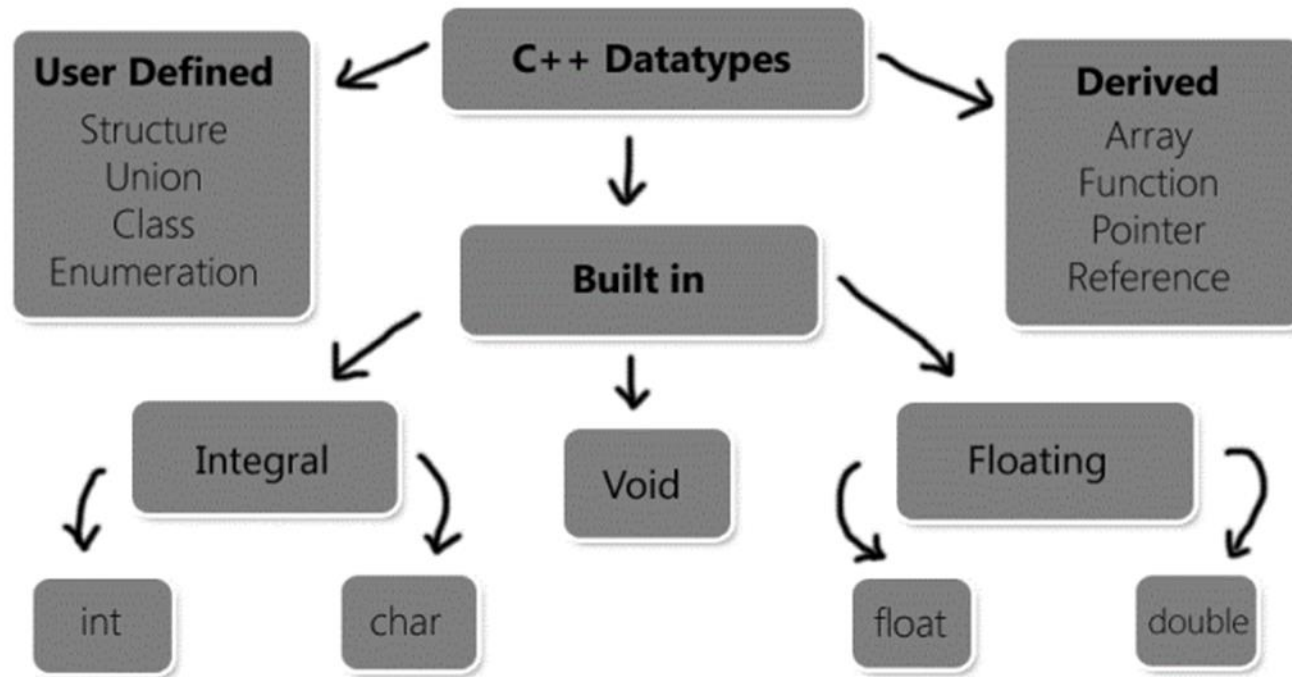 C++ Datatypes
User Defined
Structure
Union
Class
Enumeration
Derived
Array
Function
Pointer
Reference
Built in
Integral
Void
Floating
int
char
float
double